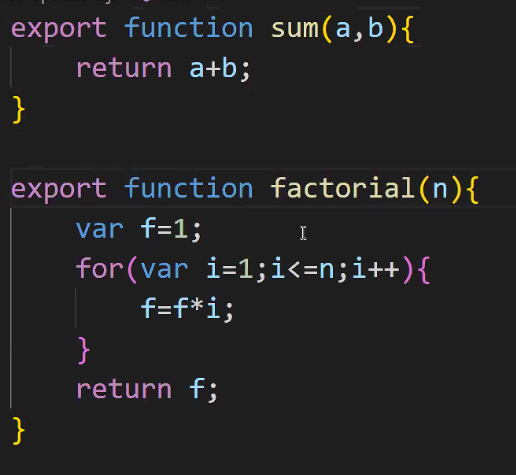 export function sum(a,b){
    return a+b;
}
export function factorial(n){
    var f=1;
    for(var i=1;i<=n;i++){
        f=f*i;
    }
    return f;
}